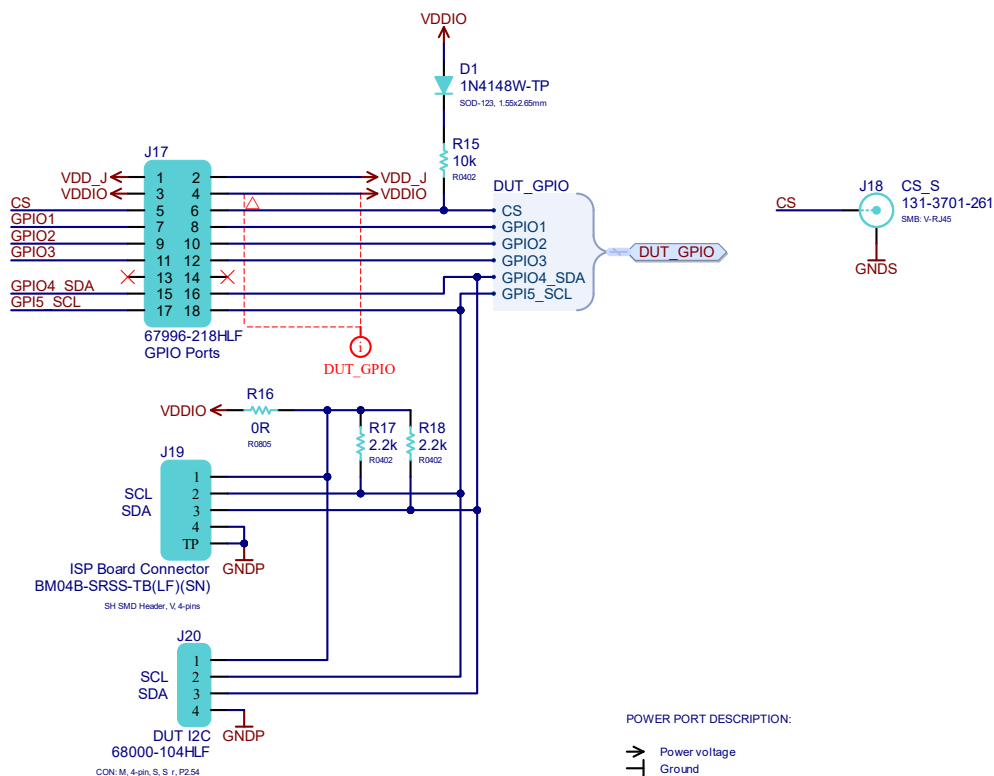 VDDIO
D1
1N4148W-TP
SOD-123, 1.55x2.65mm
R15
10k
R0402
J17
VDD_J 1 2 VDD_J
VDDIO 3 4 VDDIO
CS 5 6
GPIO1 7 8
GPIO2 9 10
GPIO3 11 12
13 14
GPIO4_SDA 15 16
GPI5_SCL 17 18
67996-218HLF
GPIO Ports
i
DUT_GPIO
DUT_GPIO
CS
GPIO1
GPIO2
GPIO3
GPIO4_SDA
GPI5_SCL
DUT_GPIO
CS
J18
CS_S
131-3701-261
SMB: V-RJ45
GNDS
R16
VDDIO
0R
R0805
R17
2.2k
R0402
R18
2.2k
R0402
J19
1
SCL 2
SDA 3
4
TP
GNDP
ISP Board Connector
BM04B-SRSS-TB(LF)(SN)
SH SMD Header, V, 4-pins
J20
1
SCL 2
SDA 3
4
GNDP
DUT I2C
68000-104HLF
CON: M, 4-pin, S, S r, P2.54
POWER PORT DESCRIPTION:
Power voltage
Ground